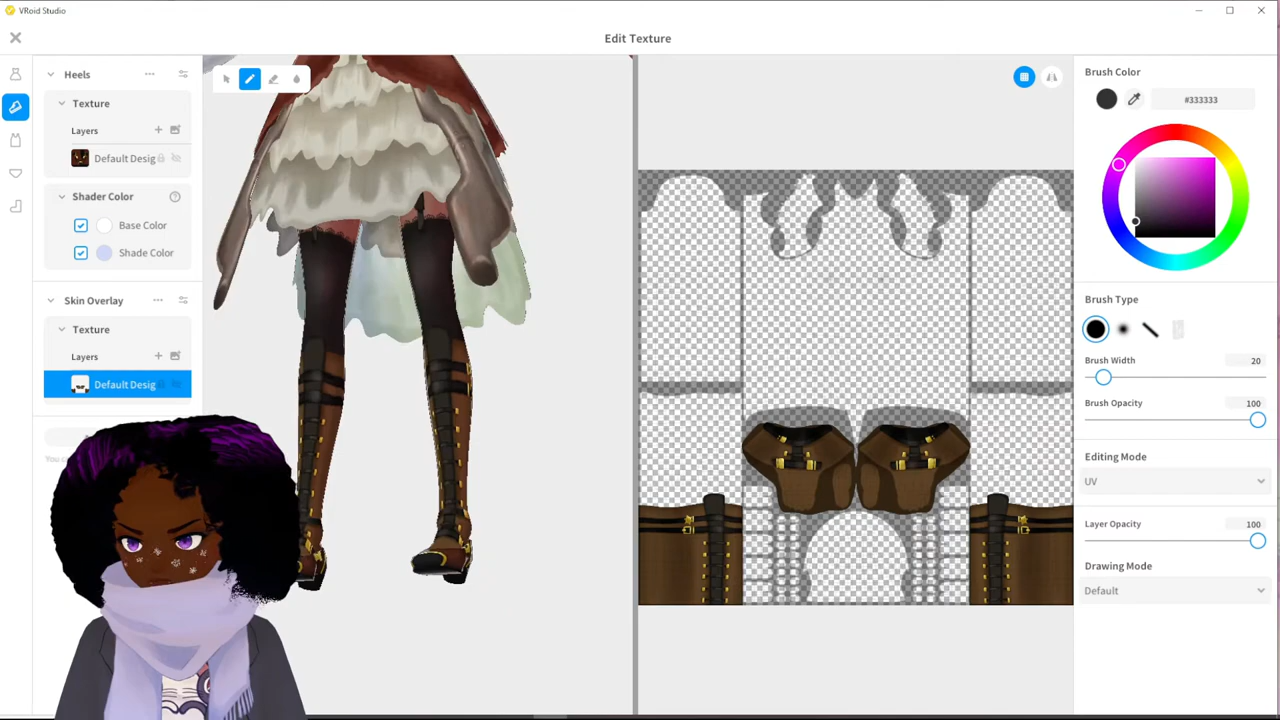 VRoid Studio
Edit Texture
Heels
Texture
Layers
Default Desig
Shader Color
Base Color
Shade Color
Skin Overlay
Texture
Layers
Default Desig
Brush Color
#333333
Brush Type
Brush Width 20
Brush Opacity 100
Editing Mode
UV
Layer Opacity 100
Drawing Mode
Default